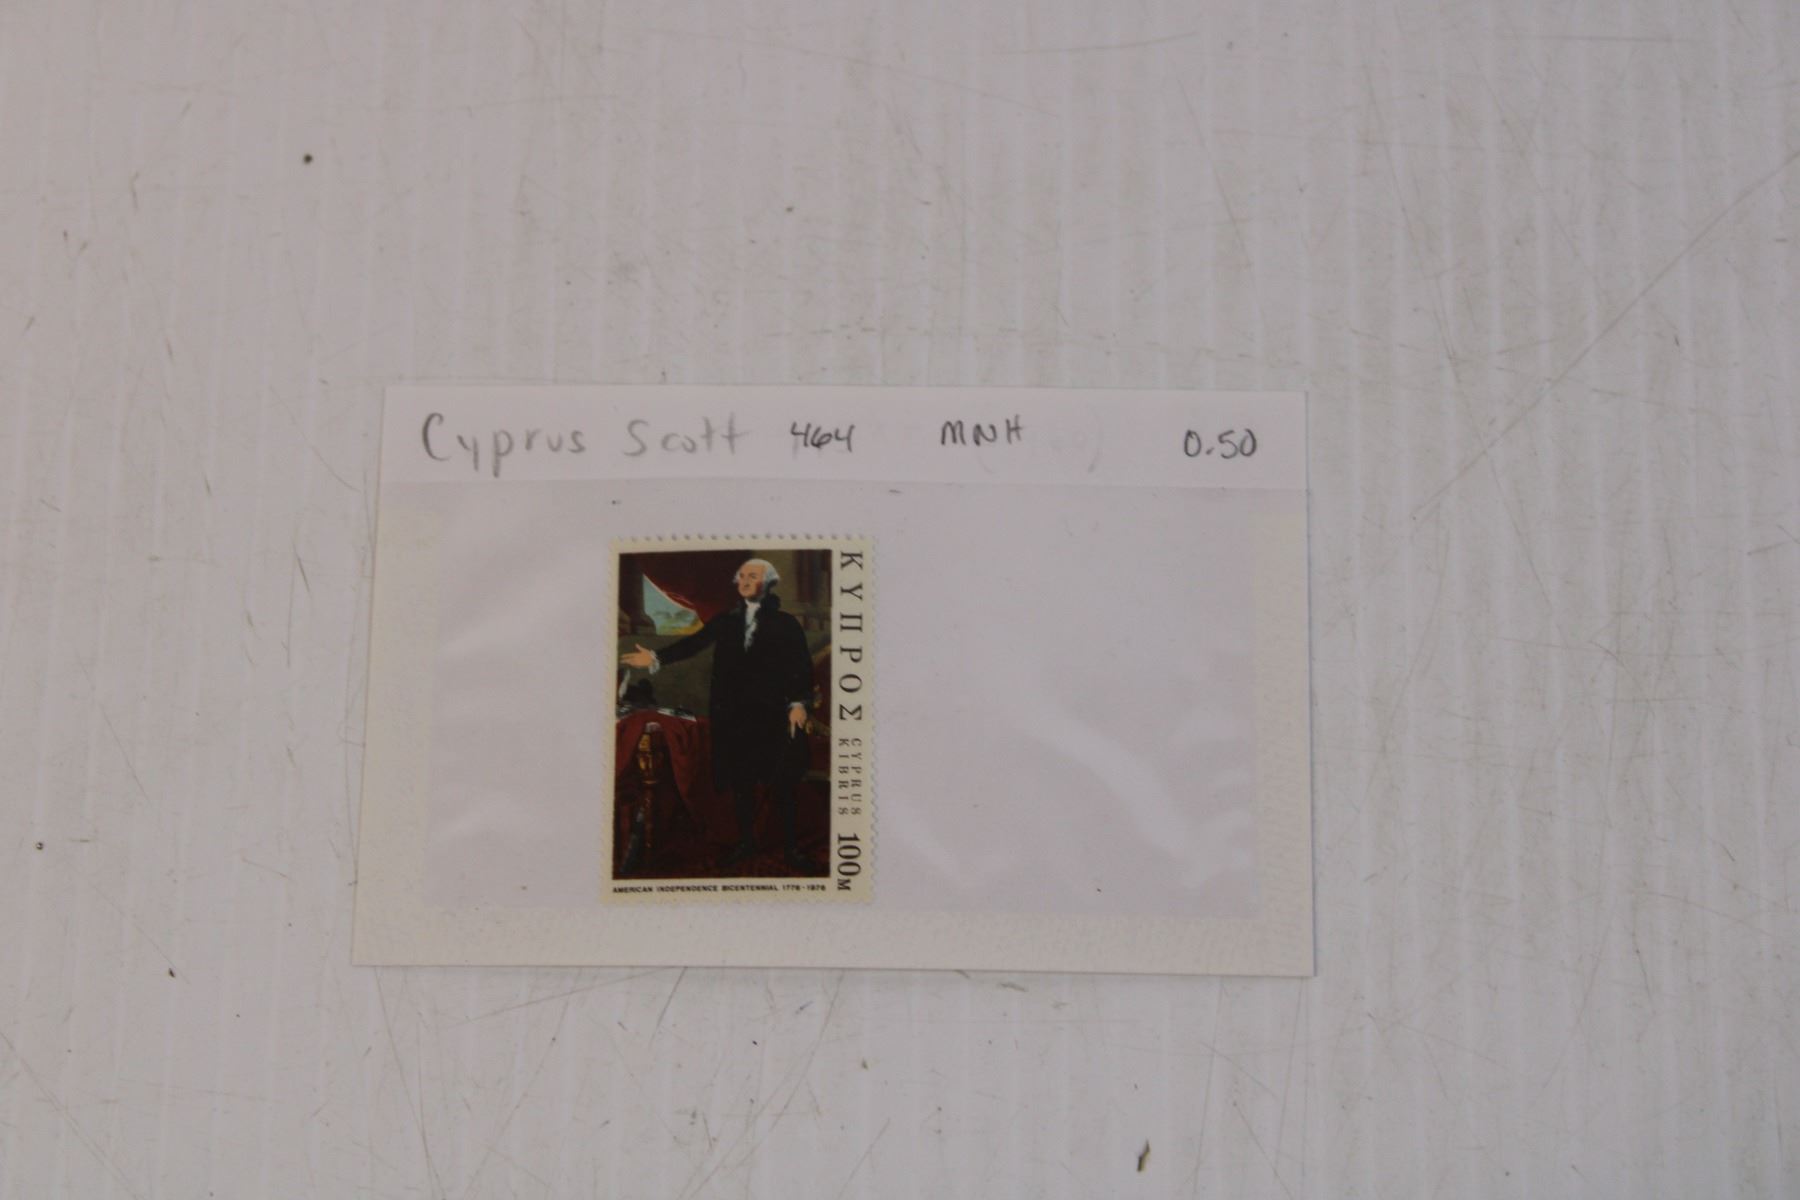 Cyprus Scott 464 MNH 0.50
ΚΥΠΡΟΣ CYPRUS KIBRIS 100M
AMERICAN INDEPENDENCE BICENTENNIAL 1776-1976